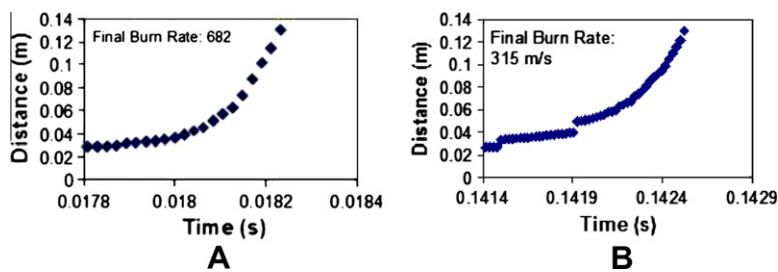 0.14
0.12
0.1
0.08
0.06
0.04
0.02
0
Distance (m)
Final Burn Rate: 682
0.0178
0.018
0.0182
0.0184
Time (s)
A
0.14
0.12
0.1
0.08
0.06
0.04
0.02
0
Distance (m)
Final Burn Rate:
315 m/s
0.1414
0.1419
0.1424
0.1429
Time (s)
B